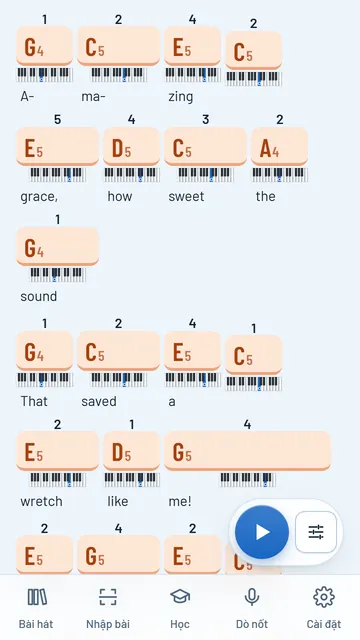 1 2 4 2
G4 C5 E5 C5
A- ma- zing
5 4 3 2
E5 D5 C5 A4
grace, how sweet the
1
G4
sound
1 2 4 1
G4 C5 E5 C5
That saved a
2 1 4
E5 D5 G5
wretch like me!
2 4 2
E5 G5 E5 C5
Bài hát Nhập bài Học Dò nốt Cài đặt